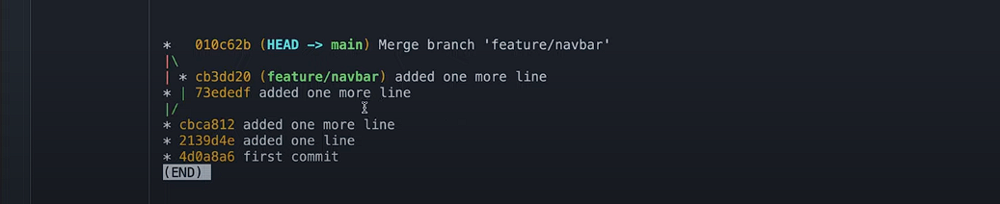 *   010c62b (HEAD -> main) Merge branch 'feature/navbar'
|\
| * cb3dd20 (feature/navbar) added one more line
* | 73ededf added one more line
|/
* cbca812 added one more line
* 2139d4e added one line
* 4d0a8a6 first commit
(END)